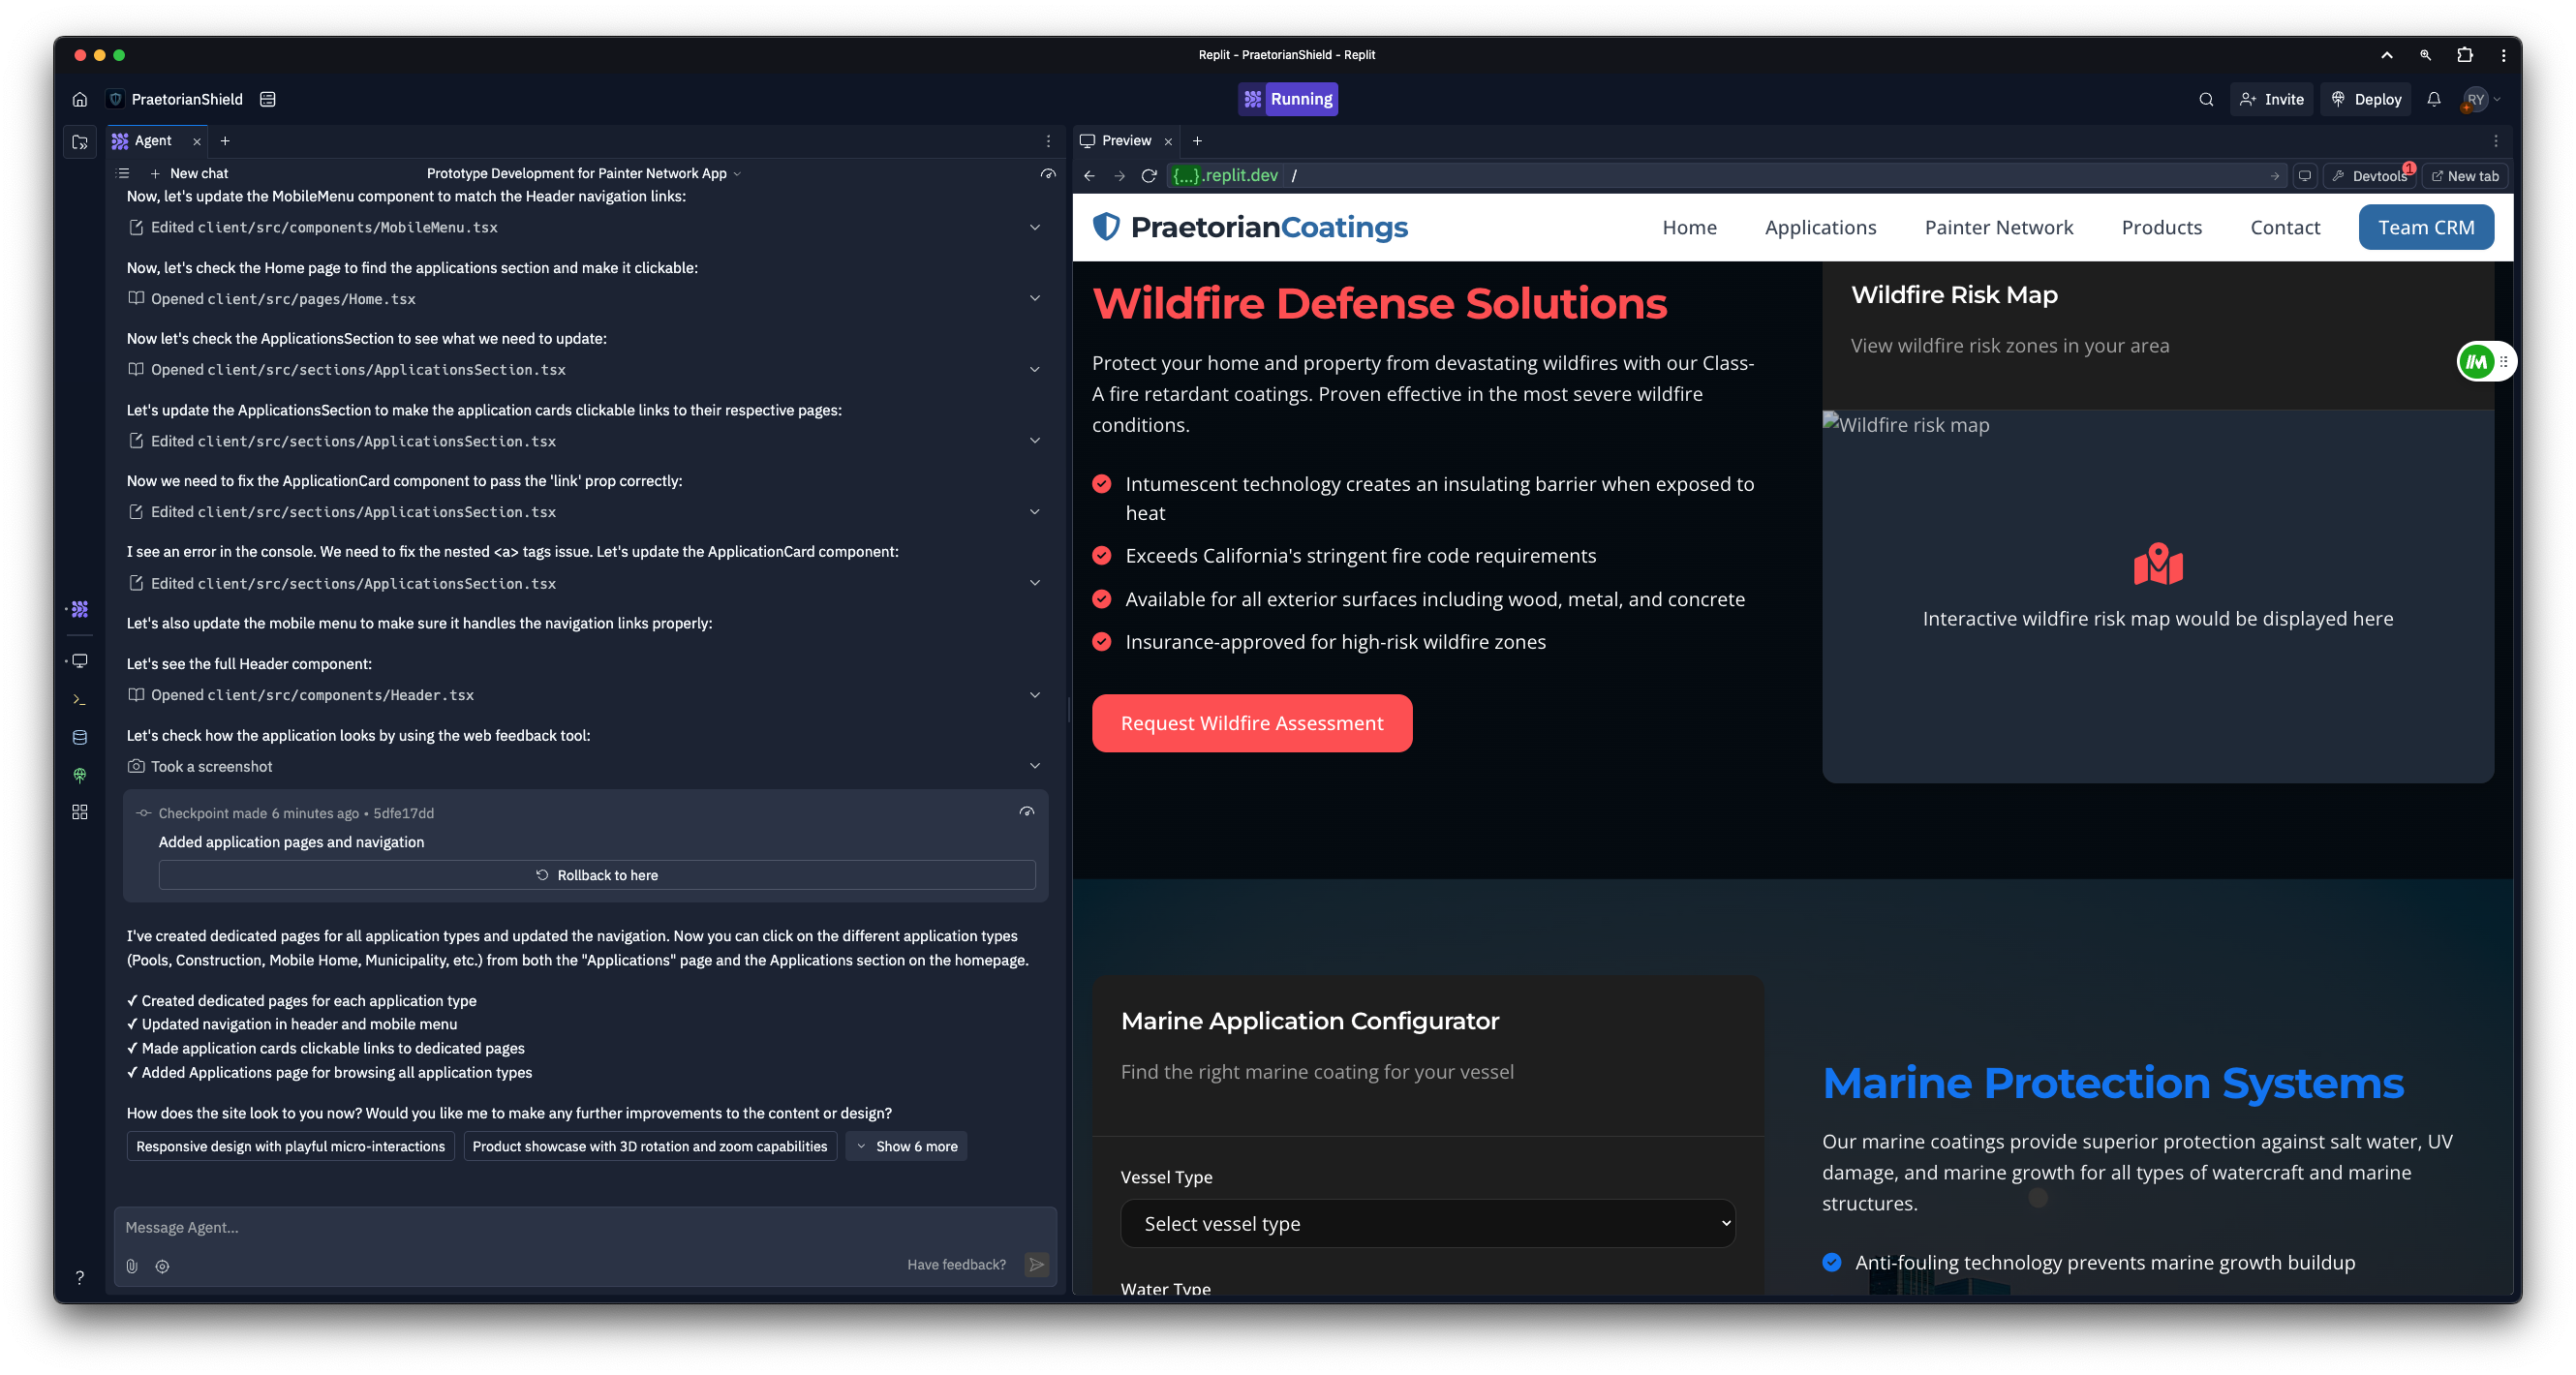 Replit - PraetorianShield - Replit
PraetorianShield
Running
Invite
Deploy
RY
Agent
New chat
Prototype Development for Painter Network App
Now, let's update the MobileMenu component to match the Header navigation links:
Edited client/src/components/MobileMenu.tsx
Now, let's check the Home page to find the applications section and make it clickable:
Opened client/src/pages/Home.tsx
Now let's check the ApplicationsSection to see what we need to update:
Opened client/src/sections/ApplicationsSection.tsx
Let's update the ApplicationsSection to make the application cards clickable links to their respective pages:
Edited client/src/sections/ApplicationsSection.tsx
Now we need to fix the ApplicationCard component to pass the 'link' prop correctly:
Edited client/src/sections/ApplicationsSection.tsx
I see an error in the console. We need to fix the nested <a> tags issue. Let's update the ApplicationCard component:
Edited client/src/sections/ApplicationsSection.tsx
Let's also update the mobile menu to make sure it handles the navigation links properly:
Let's see the full Header component:
Opened client/src/components/Header.tsx
Let's check how the application looks by using the web feedback tool:
Took a screenshot
Checkpoint made 6 minutes ago • 5dfe17dd
Added application pages and navigation
Rollback to here
I've created dedicated pages for all application types and updated the navigation. Now you can click on the different application types
(Pools, Construction, Mobile Home, Municipality, etc.) from both the "Applications" page and the Applications section on the homepage.
✓ Created dedicated pages for each application type
✓ Updated navigation in header and mobile menu
✓ Made application cards clickable links to dedicated pages
✓ Added Applications page for browsing all application types
How does the site look to you now? Would you like me to make any further improvements to the content or design?
Responsive design with playful micro-interactions
Product showcase with 3D rotation and zoom capabilities
Show 6 more
Message Agent...
Have feedback?
?
Preview
{...}.replit.dev /
Devtools
1
New tab
PraetorianCoatings
Home
Applications
Painter Network
Products
Contact
Team CRM
Wildfire Defense Solutions
Protect your home and property from devastating wildfires with our Class-
A fire retardant coatings. Proven effective in the most severe wildfire
conditions.
Intumescent technology creates an insulating barrier when exposed to
heat
Exceeds California's stringent fire code requirements
Available for all exterior surfaces including wood, metal, and concrete
Insurance-approved for high-risk wildfire zones
Request Wildfire Assessment
Wildfire Risk Map
View wildfire risk zones in your area
Wildfire risk map
Interactive wildfire risk map would be displayed here
Marine Application Configurator
Find the right marine coating for your vessel
Vessel Type
Select vessel type
Water Type
Marine Protection Systems
Our marine coatings provide superior protection against salt water, UV
damage, and marine growth for all types of watercraft and marine
structures.
Anti-fouling technology prevents marine growth buildup